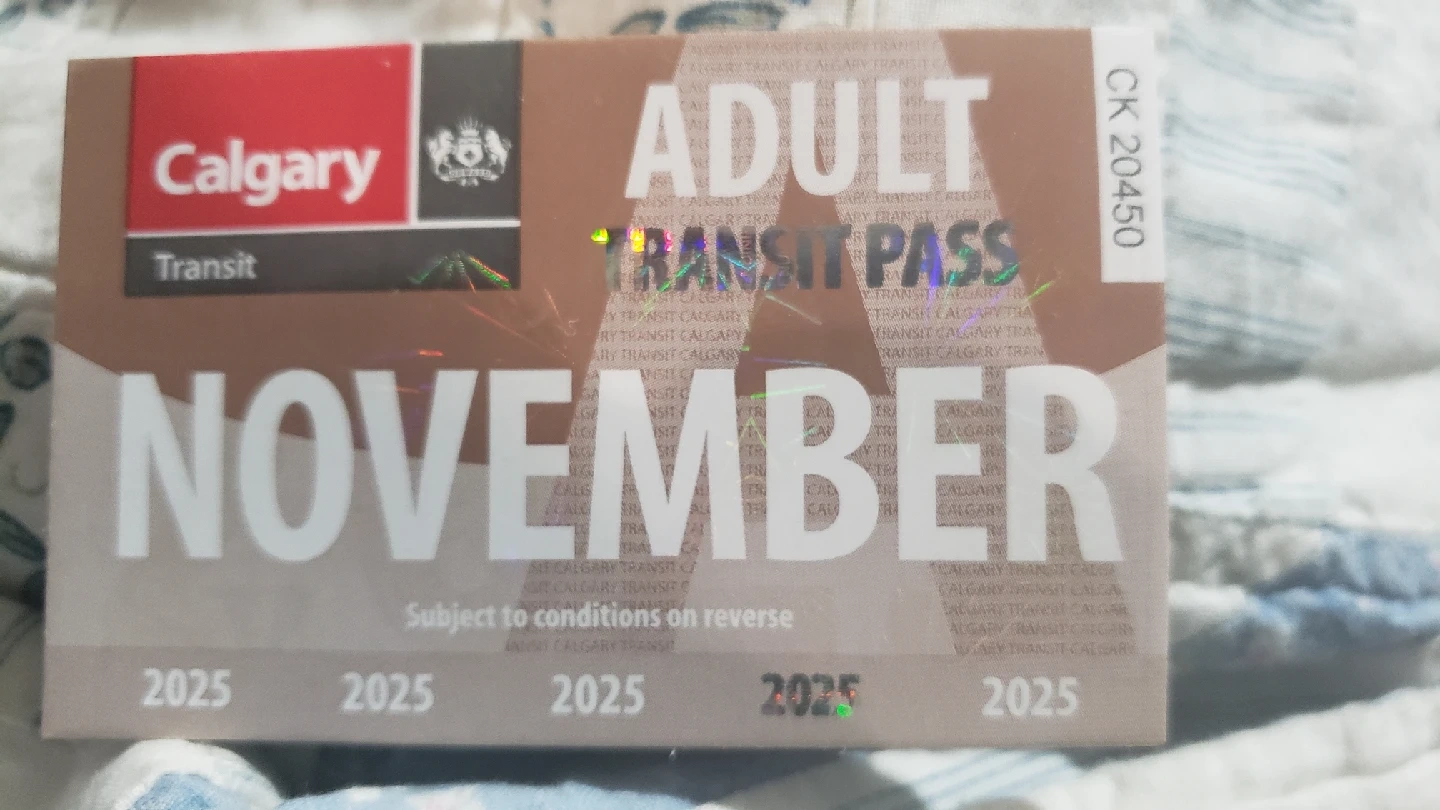 Calgary
Transit
ADULT
TRANSIT PASS
CK 20450
NOVEMBER
Subject to conditions on reverse
2025 2025 2025 2025 2025